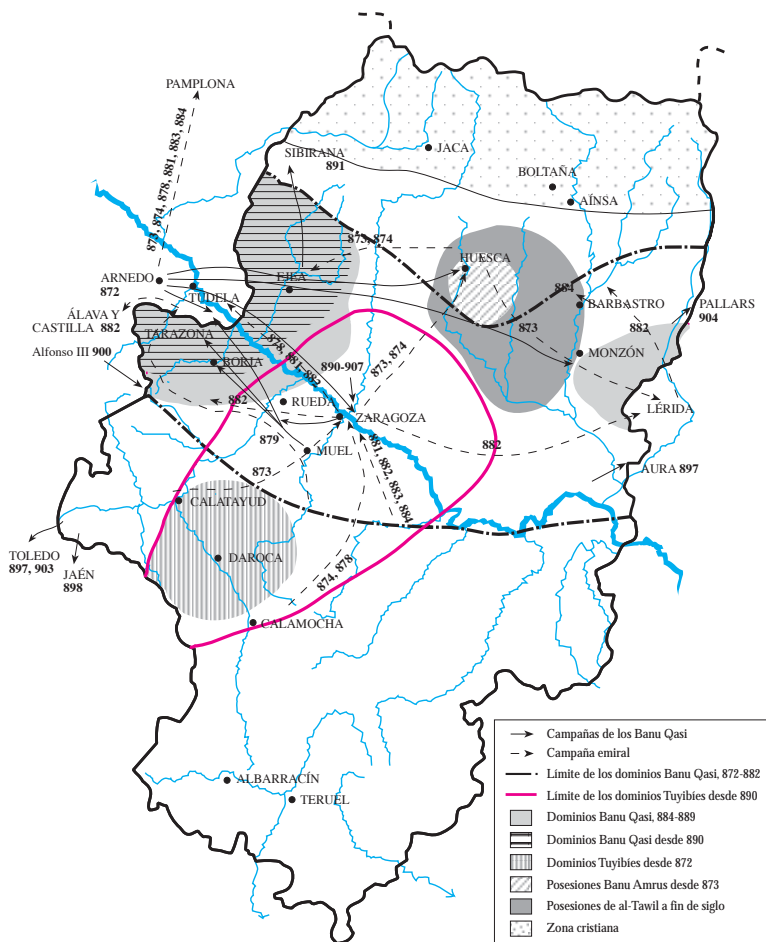 PAMPLONA
873, 874, 878, 881, 883, 884
SIBIRANA
891
JACA
BOLTAÑA
AÍNSA
873, 874
HUESCA
ARNEDO
872
TUDELA
EJEA
884
BARBASTRO
PALLARS
904
ÁLAVA Y
CASTILLA 882
TARAZONA
873
882
Alfonso III 900
BORJA
878, 881, 882
890-907
873, 874
MONZÓN
882
RUEDA
ZARAGOZA
LÉRIDA
879
MUEL
881, 882, 883, 884
882
873
AURA 897
CALATAYUD
TOLEDO
897, 903
JAÉN
898
DAROCA
874, 878
CALAMOCHA
ALBARRACÍN
TERUEL
Campañas de los Banu Qasi
Campaña emiral
Límite de los dominios Banu Qasi, 872-882
Límite de los dominios Tuyibíes desde 890
Dominios Banu Qasi, 884-889
Dominios Banu Qasi desde 890
Dominios Tuyibíes desde 872
Posesiones Banu Amrus desde 873
Posesiones de al-Tawil a fin de siglo
Zona cristiana